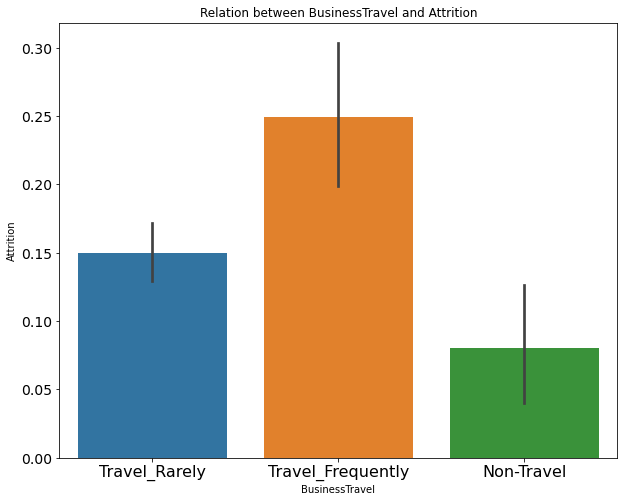 Relation between BusinessTravel and Attrition
0.30
0.25
0.20
0.15
0.10
0.05
0.00
Attrition
Travel_Rarely Travel_Frequently Non-Travel
BusinessTravel